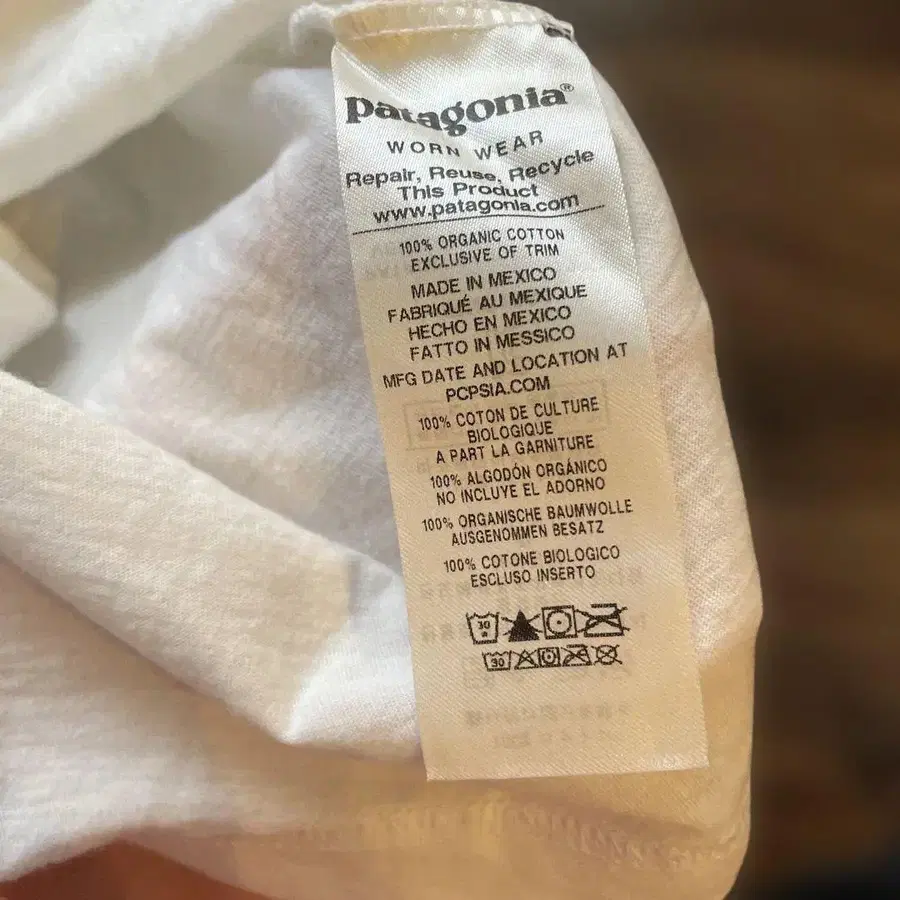 patagonia®
WORN WEAR
Repair, Reuse, Recycle
This Product
www.patagonia.com
100% ORGANIC COTTON
EXCLUSIVE OF TRIM
MADE IN MEXICO
FABRIQUÉ AU MEXIQUE
HECHO EN MEXICO
FATTO IN MESSICO
MFG DATE AND LOCATION AT
PCPSIA.COM
100% COTON DE CULTURE
BIOLOGIQUE
A PART LA GARNITURE
100% ALGODÓN ORGÁNICO
NO INCLUYE EL ADORNO
100% ORGANISCHE BAUMWOLLE
AUSGENOMMEN BESATZ
100% COTONE BIOLOGICO
ESCLUSO INSERTO
30
30